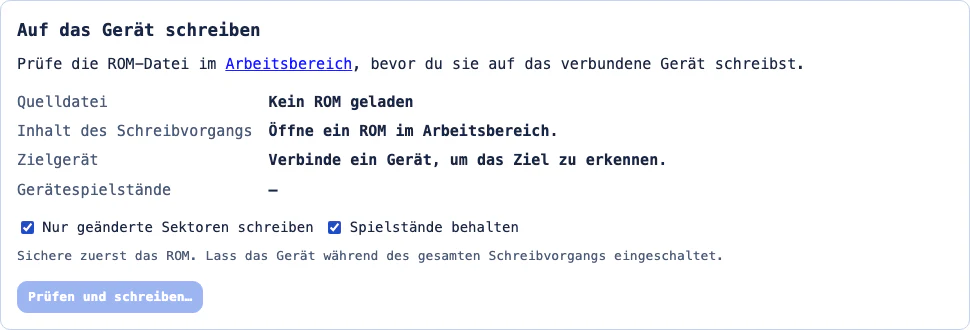 Auf das Gerät schreiben
Prüfe die ROM-Datei im Arbeitsbereich, bevor du sie auf das verbundene Gerät schreibst.
Quelldatei Kein ROM geladen
Inhalt des Schreibvorgangs Öffne ein ROM im Arbeitsbereich.
Zielgerät Verbinde ein Gerät, um das Ziel zu erkennen.
Gerätespielstände —
Nur geänderte Sektoren schreiben Spielstände behalten
Sichere zuerst das ROM. Lass das Gerät während des gesamten Schreibvorgangs eingeschaltet.
Prüfen und schreiben…